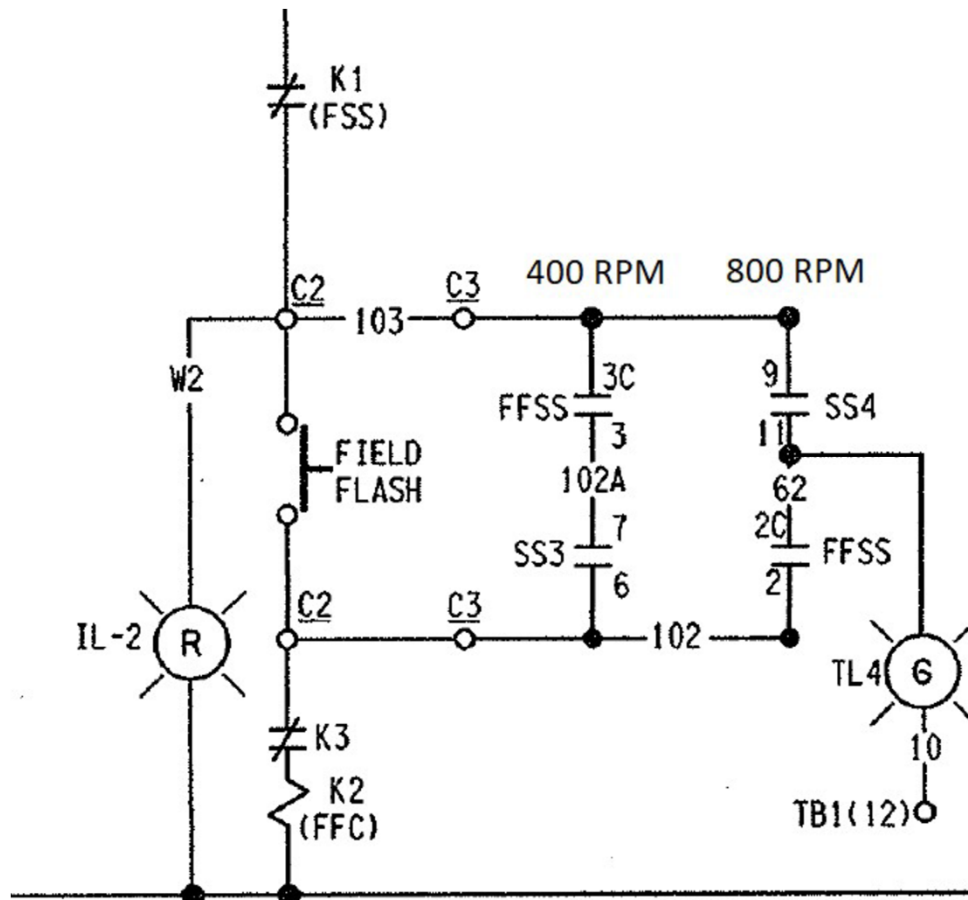 K1
(FSS)
400 RPM
800 RPM
C2
103
C3
W2
3C
FFSS
3
9
SS4
11
FIELD
FLASH
102A
62
7
SS3
6
2C
FFSS
2
IL-2
R
C2
C3
102
TL4
G
K3
K2
(FFC)
10
TB1(12)